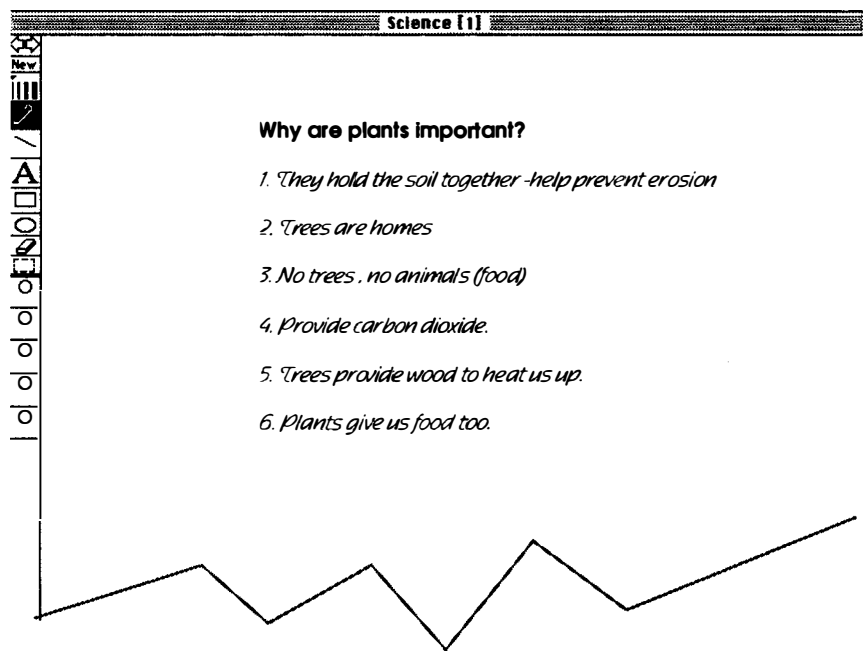 Science [1]
New
A
Why are plants important?
1. They hold the soil together -help prevent erosion
2. Trees are homes
3. No trees, no animals (food)
4. Provide carbon dioxide.
5. Trees provide wood to heat us up.
6. Plants give us food too.